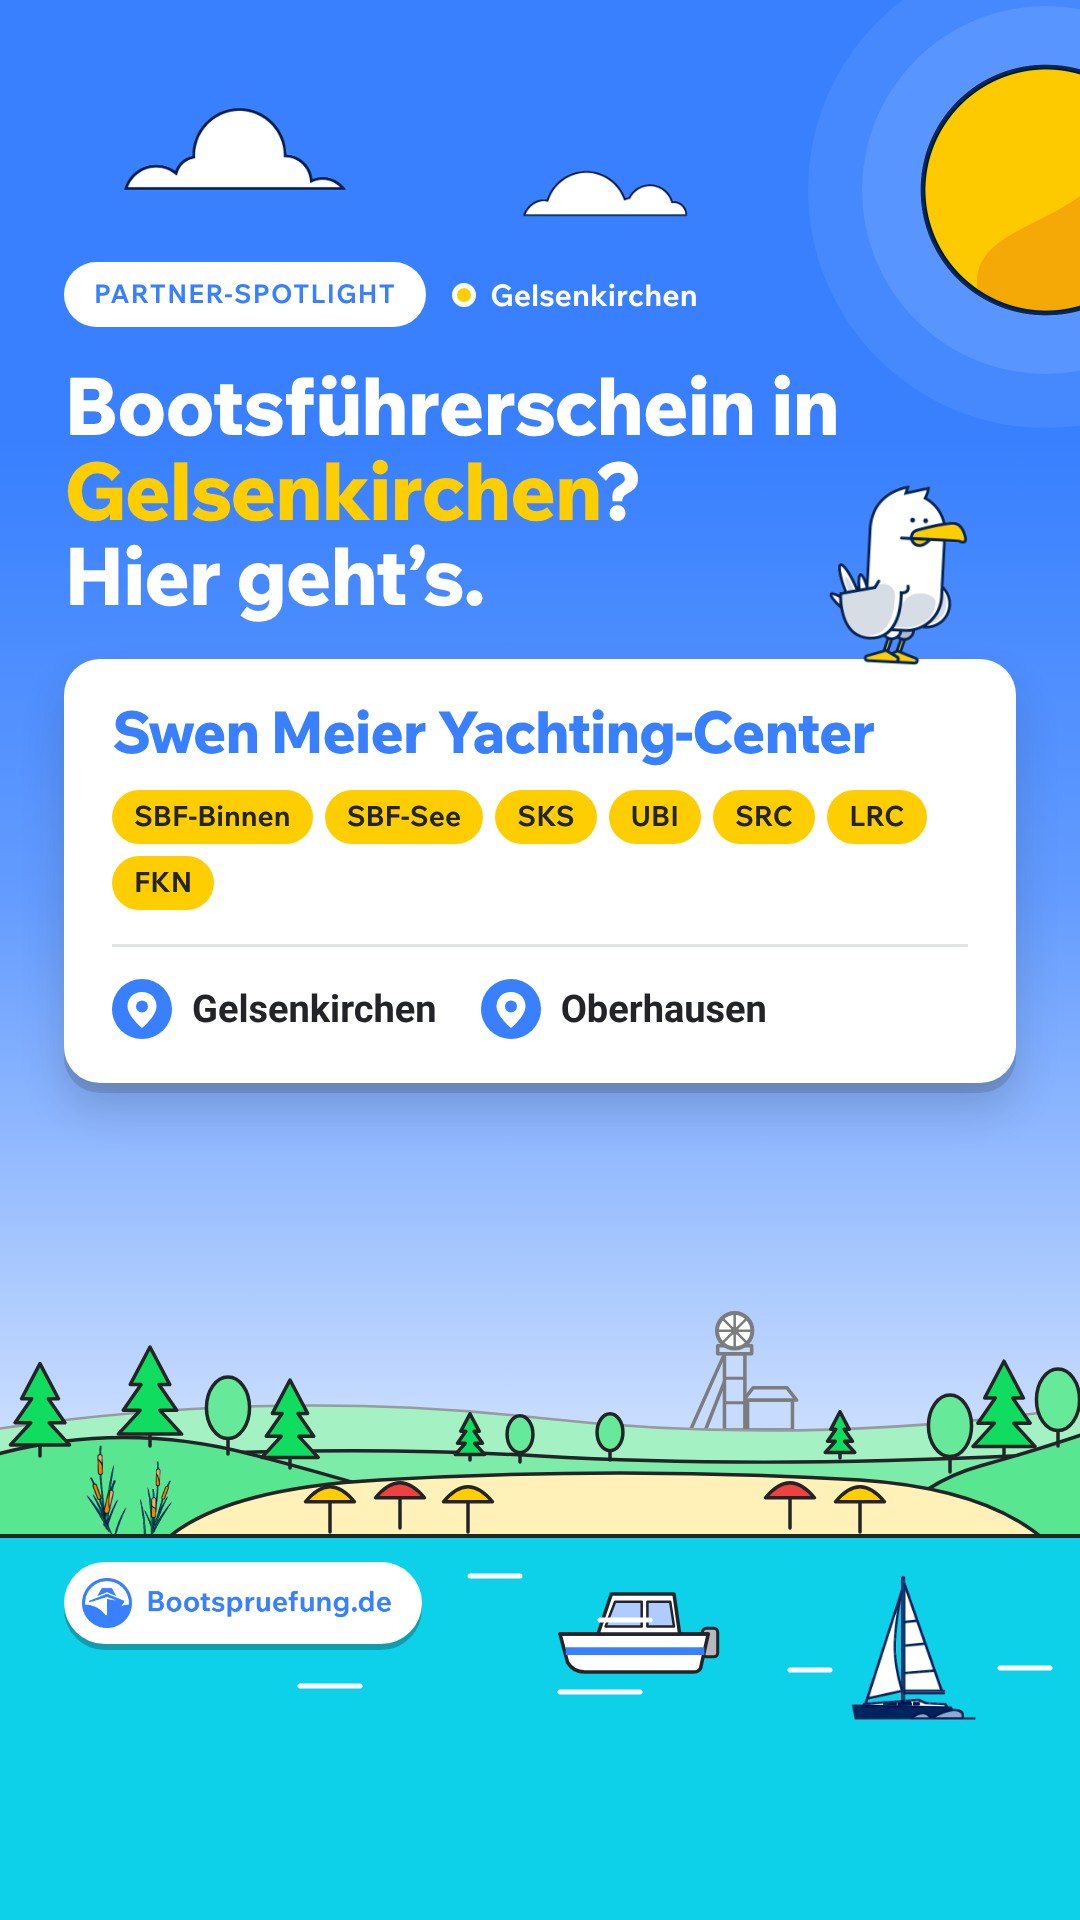 PARTNER-SPOTLIGHT
Gelsenkirchen
Bootsführerschein in
Gelsenkirchen?
Hier geht’s.
Swen Meier Yachting-Center
SBF-Binnen SBF-See SKS UBI SRC LRC
FKN
Gelsenkirchen Oberhausen
Bootspruefung.de